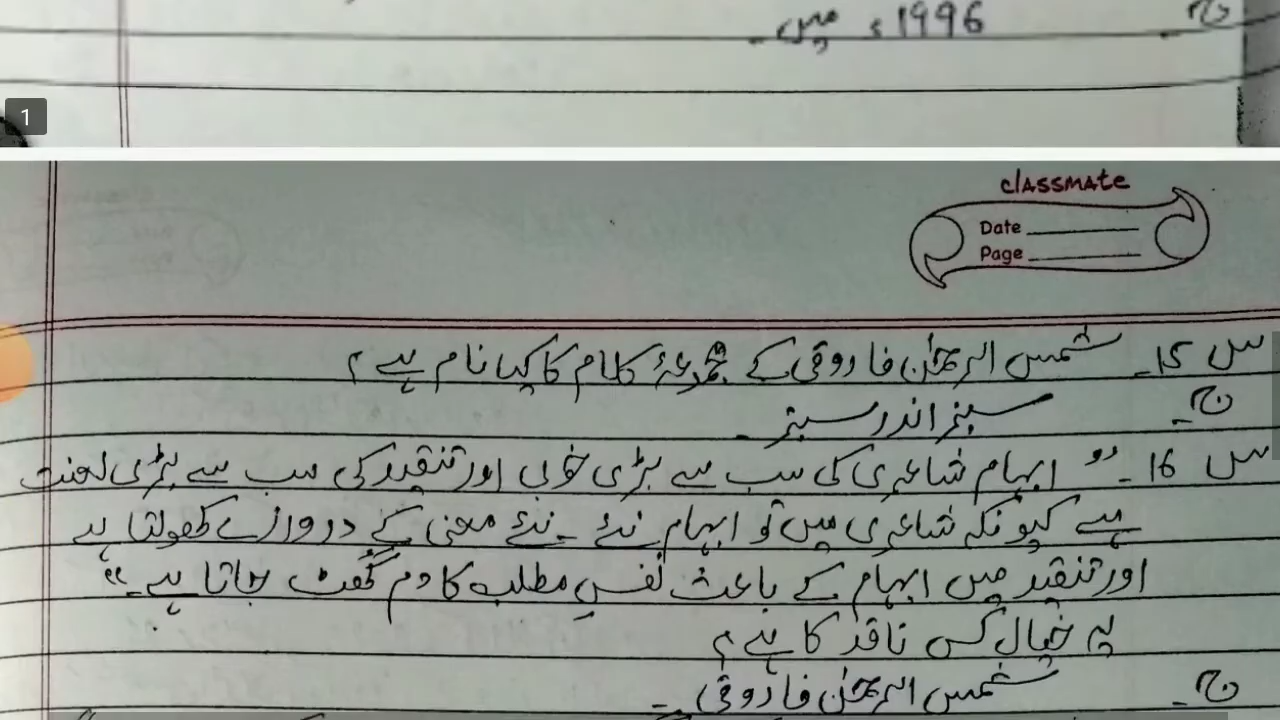 ج۔ 1996ء میں۔
1
classmate
Date
Page
س 15۔ شمس الرحمٰن فاروقی کے مجموعۂ کلام کا کیا نام ہے؟
ج۔ سبز اندر سبز۔
س 16۔ " ابہام شاعری کی سب سے بڑی خوبی اور تنقید کی سب سے بڑی لعنت
ہے کیونکہ شاعری میں تو ابہام نئے ۔ نئے معنی کے دروازے کھولتا ہے
اور تنقید میں ابہام کے باعث نفسِ مطلب کا دم گھٹ جاتا ہے۔"
یہ خیال کس ناقد کا ہے؟
ج۔ شمس الرحمٰن فاروقی۔